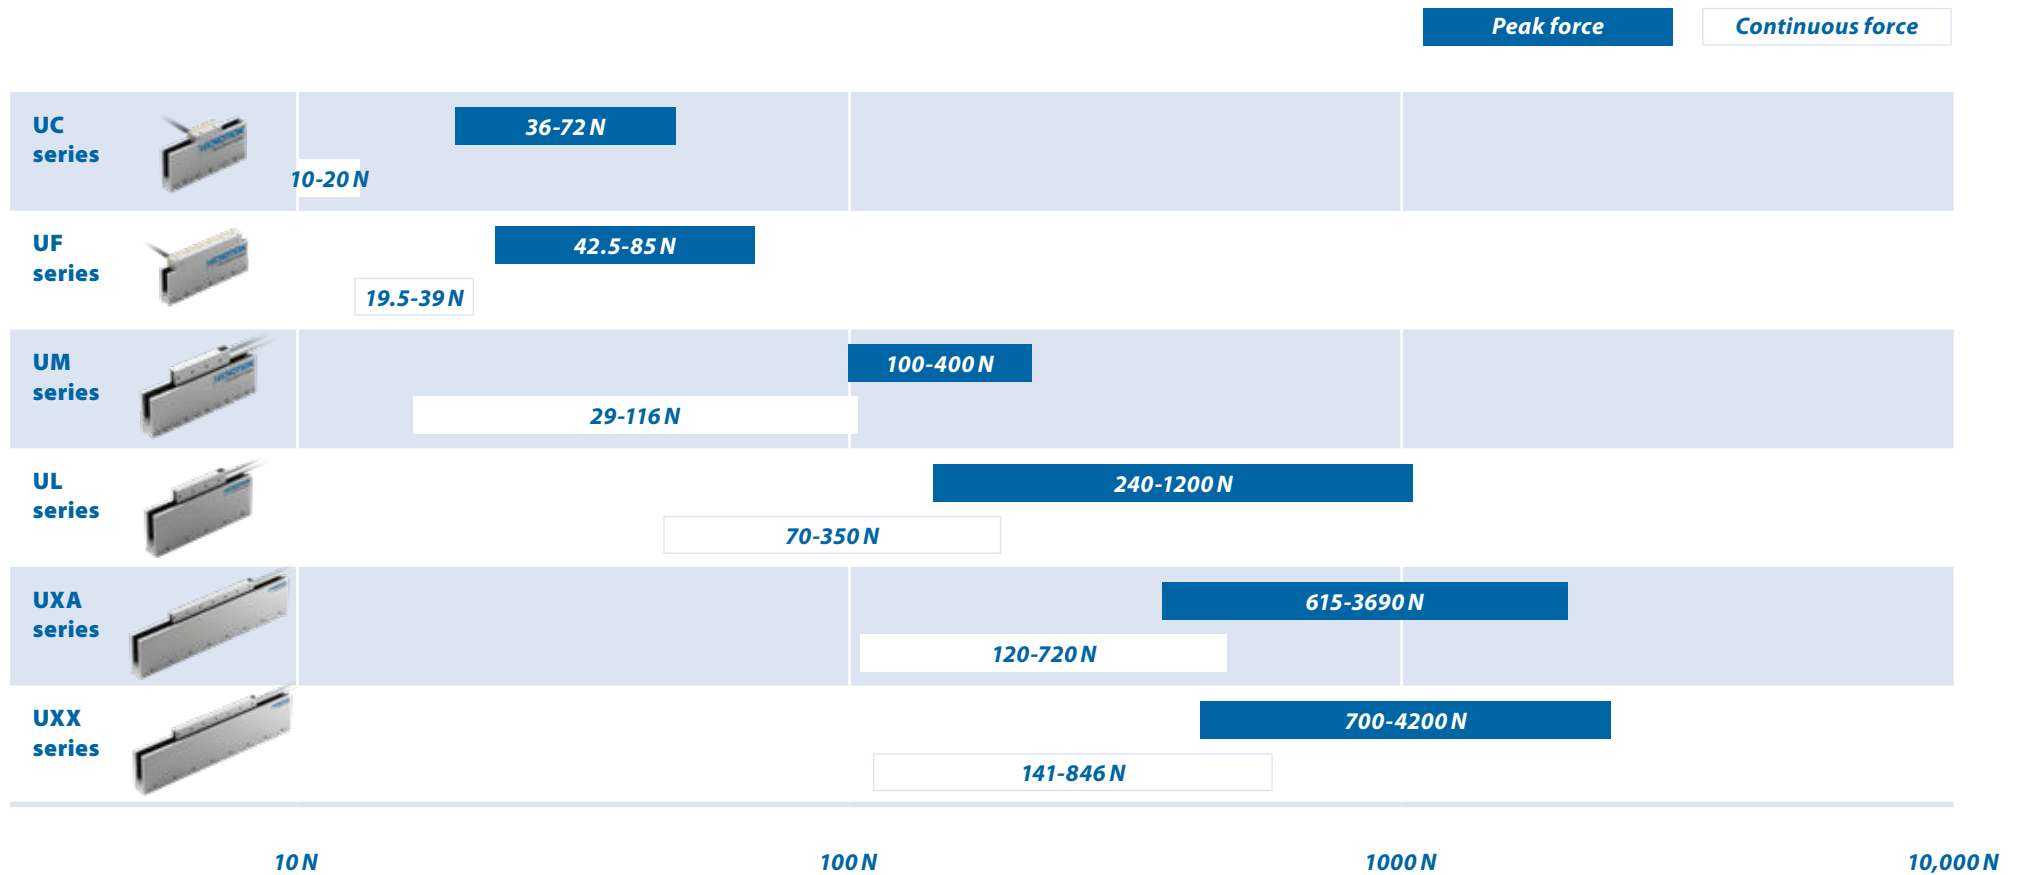 Peak force
Continuous force
UC
series
36-72 N
10-20 N
UF
series
42.5-85 N
19.5-39 N
UM
series
100-400 N
29-116 N
UL
series
240-1200 N
70-350 N
UXA
series
615-3690 N
120-720 N
UXX
series
700-4200 N
141-846 N
10 N
100 N
1000 N
10,000 N